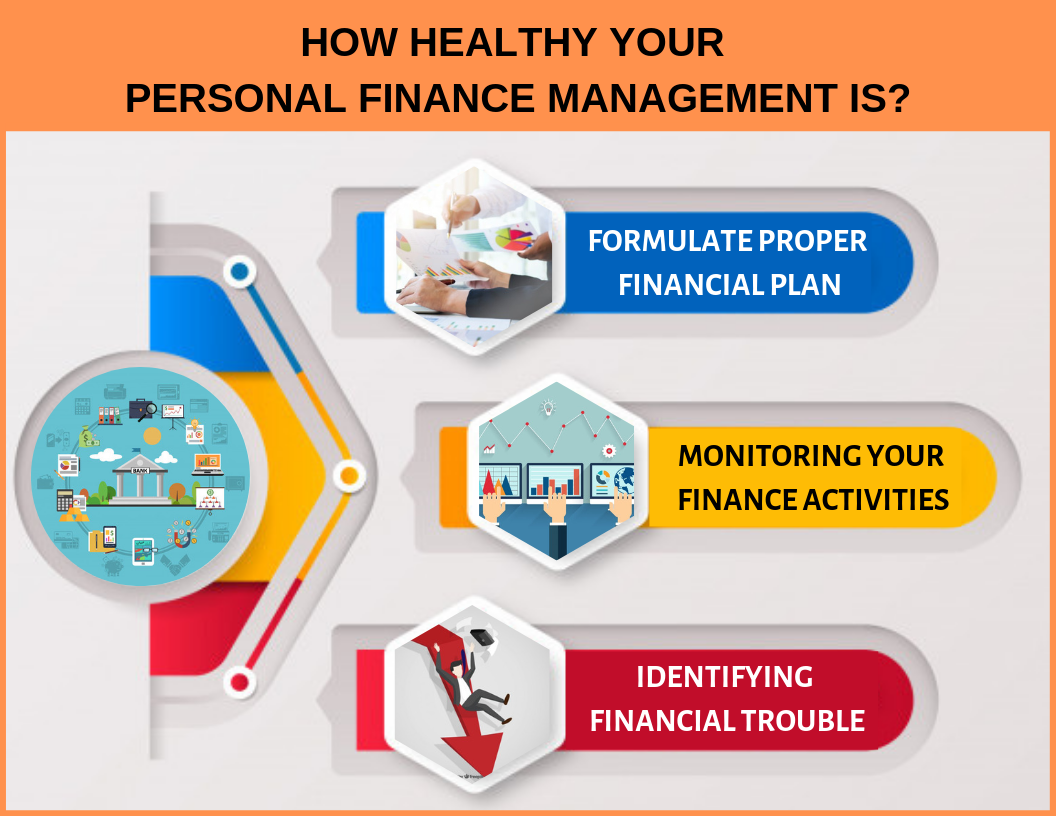 HOW HEALTHY YOUR
PERSONAL FINANCE MANAGEMENT IS?
FORMULATE PROPER
FINANCIAL PLAN
BANK
MONITORING YOUR
FINANCE ACTIVITIES
IDENTIFYING
FINANCIAL TROUBLE